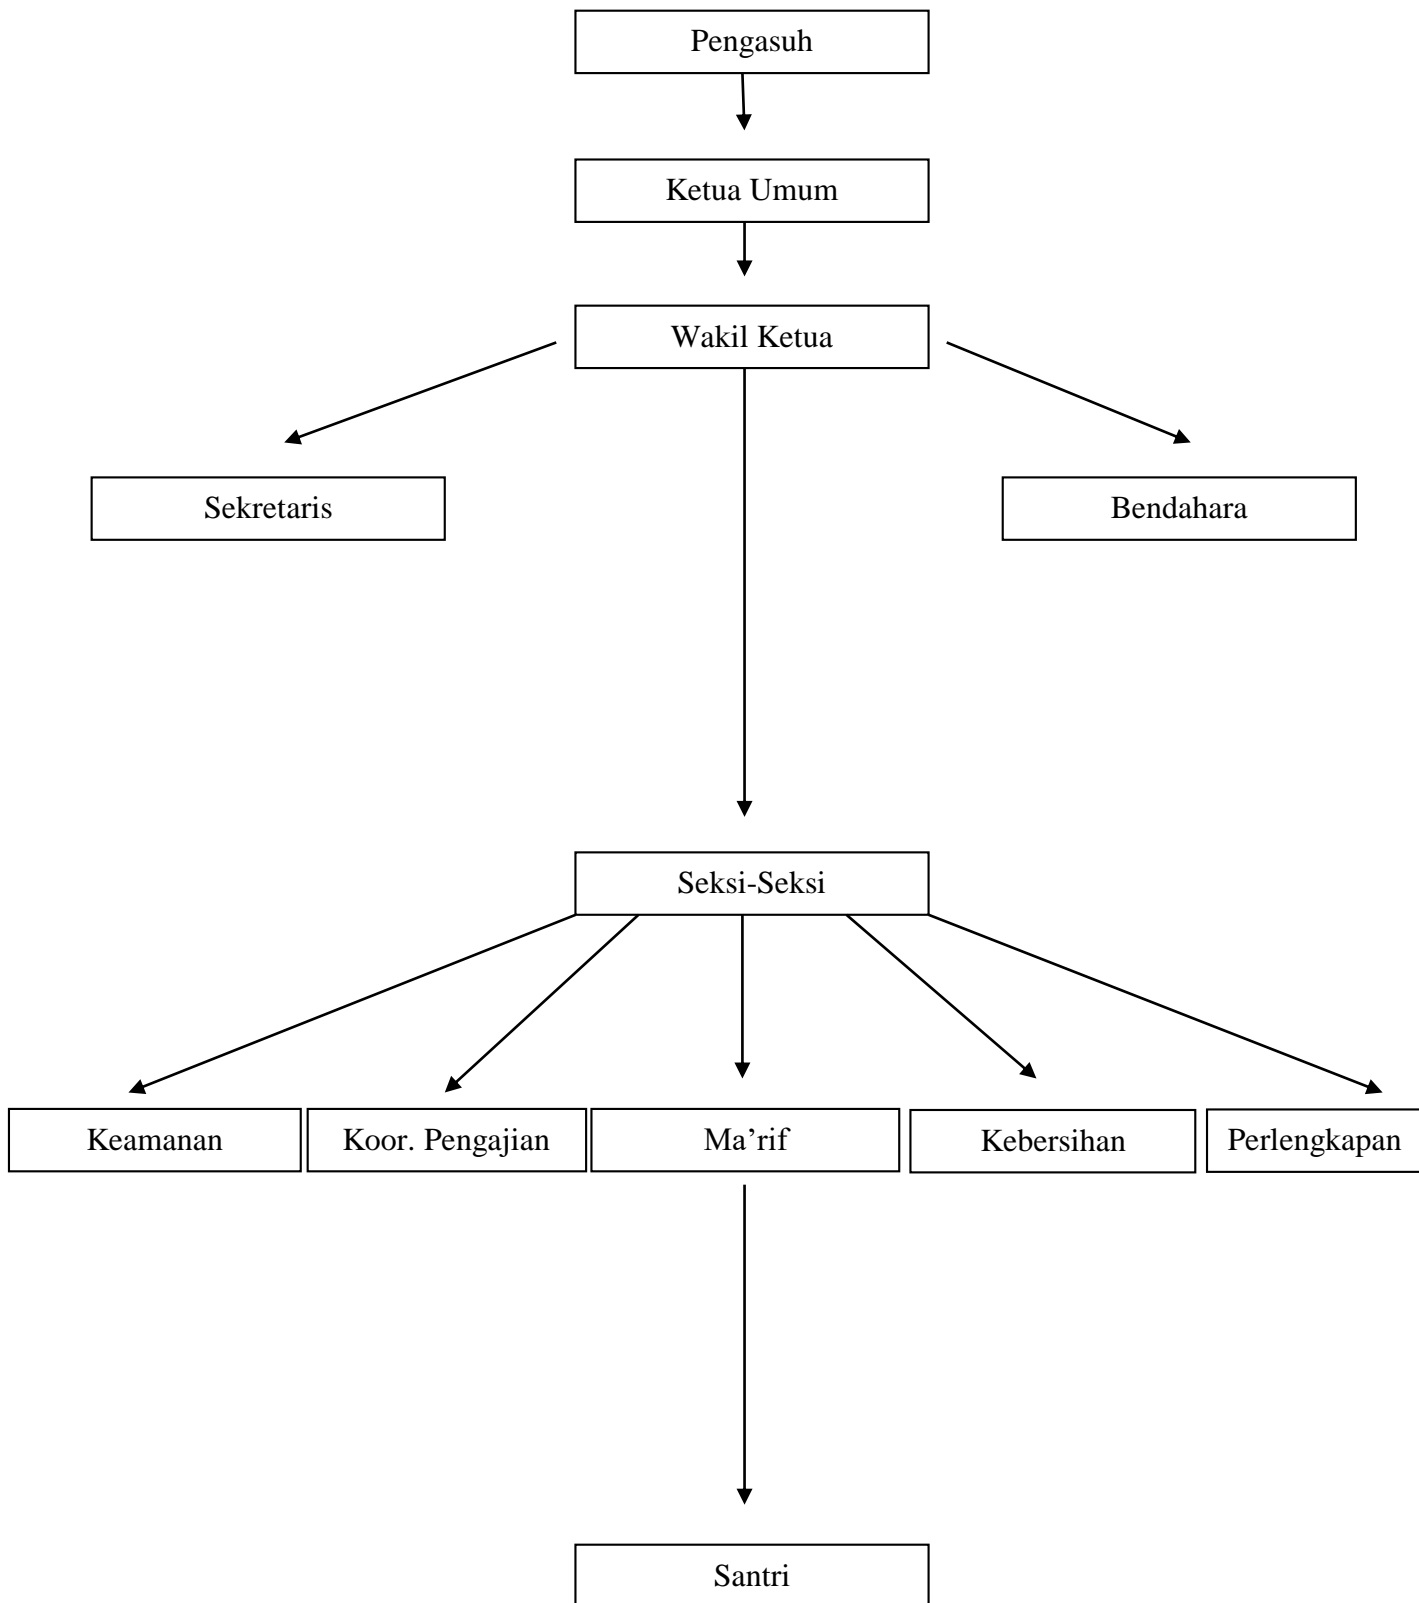 Pengasuh
Ketua Umum
Wakil Ketua
Sekretaris
Bendahara
Seksi-Seksi
Keamanan
Koor. Pengajian
Ma’rif
Kebersihan
Perlengkapan
Santri